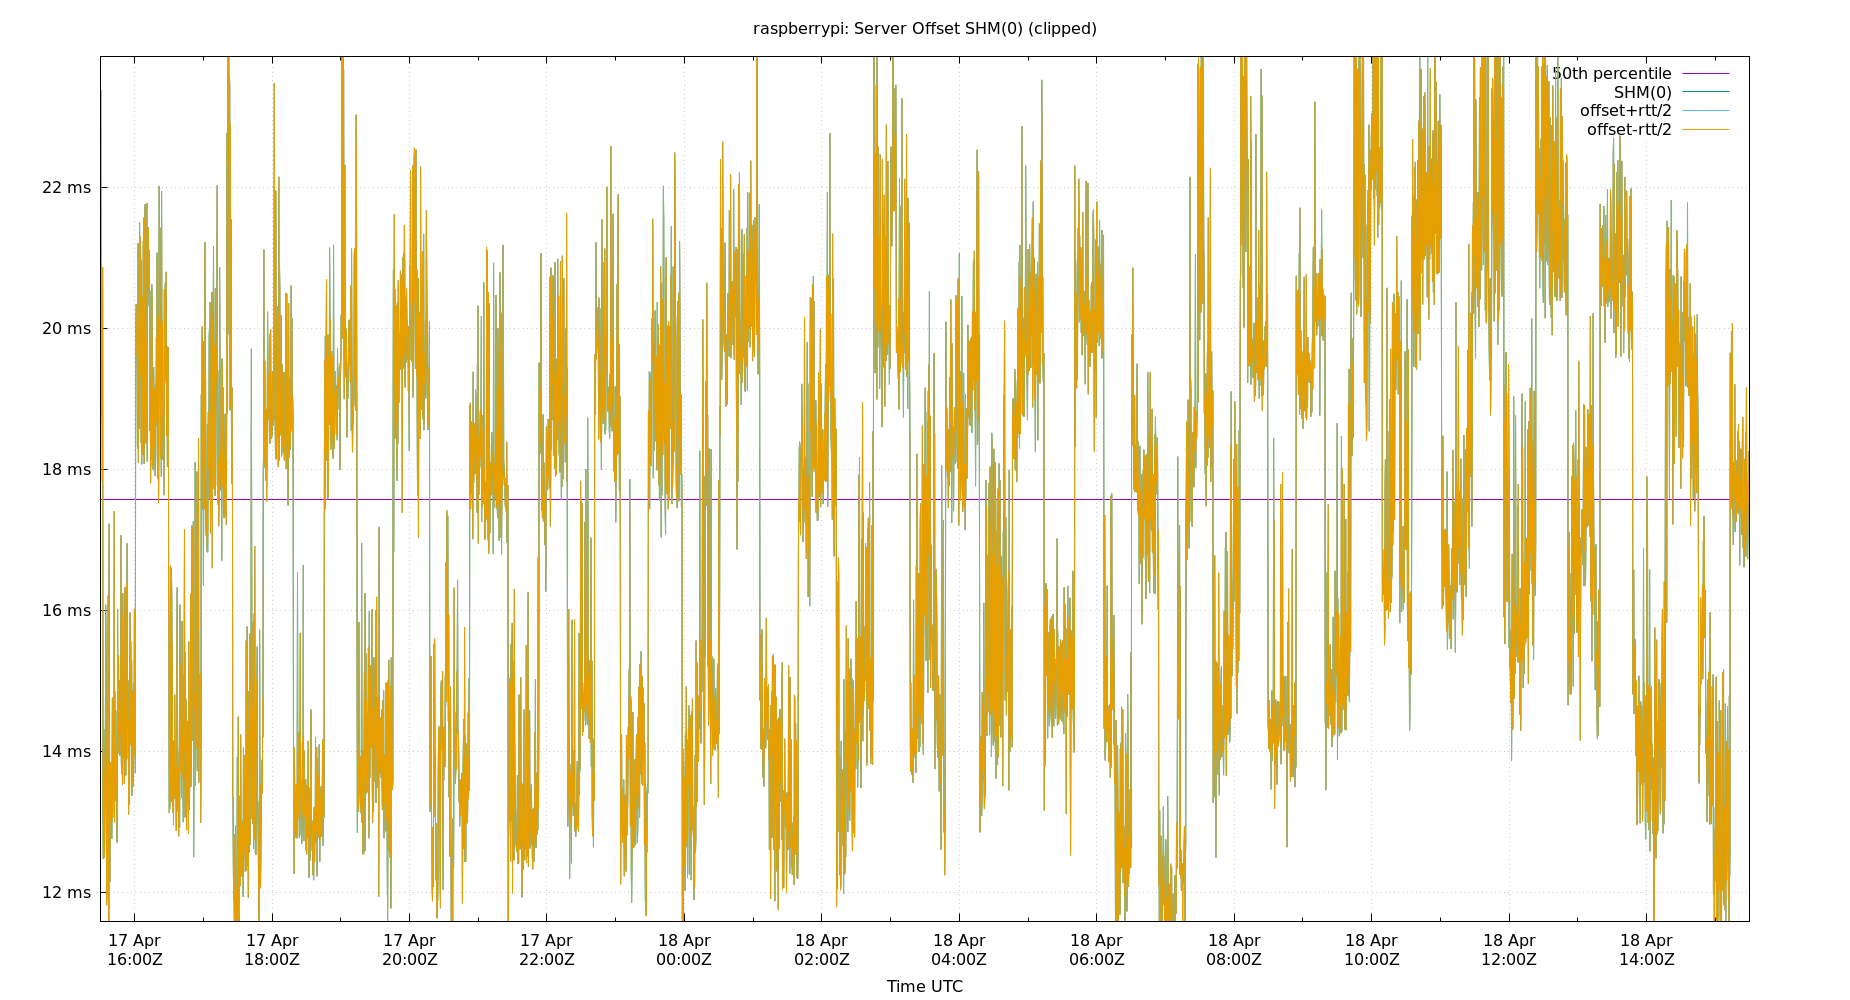 raspberrypi: Server Offset SHM(0) (clipped)
50th percentile
SHM(0)
offset+rtt/2
offset-rtt/2
22 ms
20 ms
18 ms
16 ms
14 ms
12 ms
17 Apr 17 Apr 17 Apr 17 Apr 18 Apr 18 Apr 18 Apr 18 Apr 18 Apr 18 Apr 18 Apr 18 Apr
16:00Z 18:00Z 20:00Z 22:00Z 00:00Z 02:00Z 04:00Z 06:00Z 08:00Z 10:00Z 12:00Z 14:00Z
Time UTC